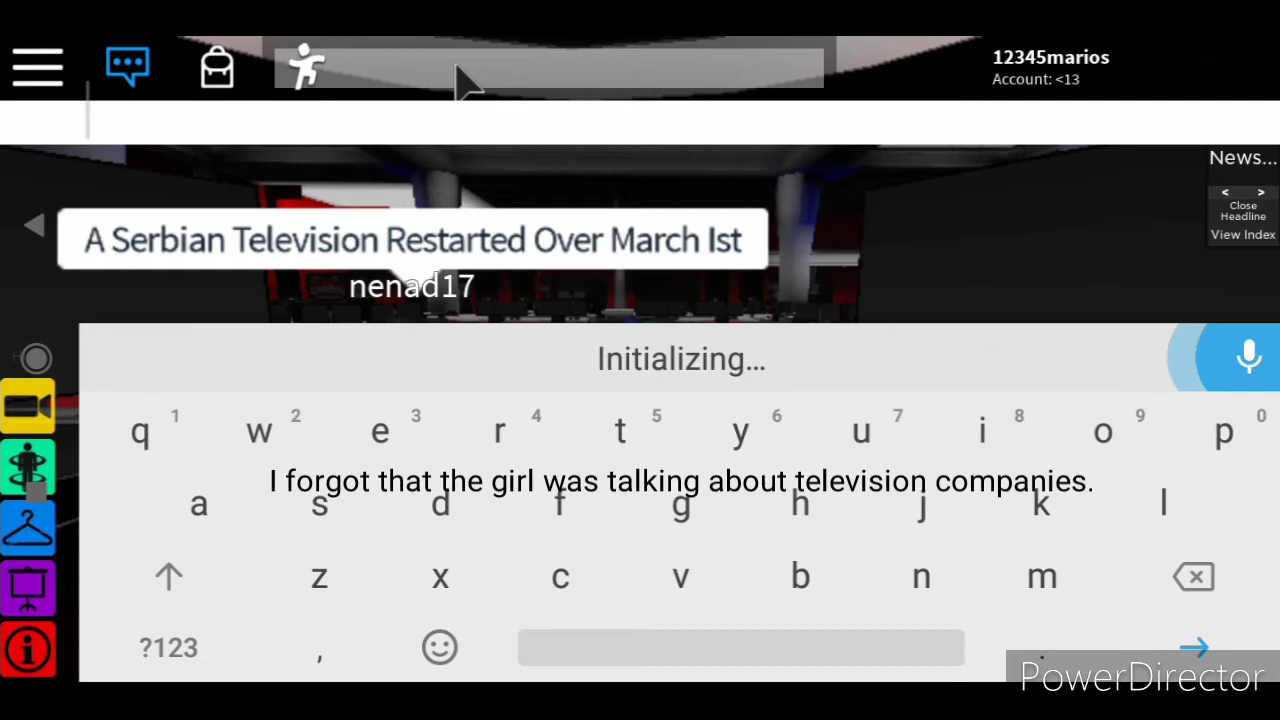 12345marios
Account: <13
News...
< >
Close
Headline
View Index
A Serbian Television Restarted Over March Ist
nenad17
Initializing...
q 1 w 2 e 3 r 4 t 5 y 6 u 7 i 8 o 9 p 0
I forgot that the girl was talking about television companies.
a s d f g h j k l
z x c v b n m
?123 , .
PowerDirector